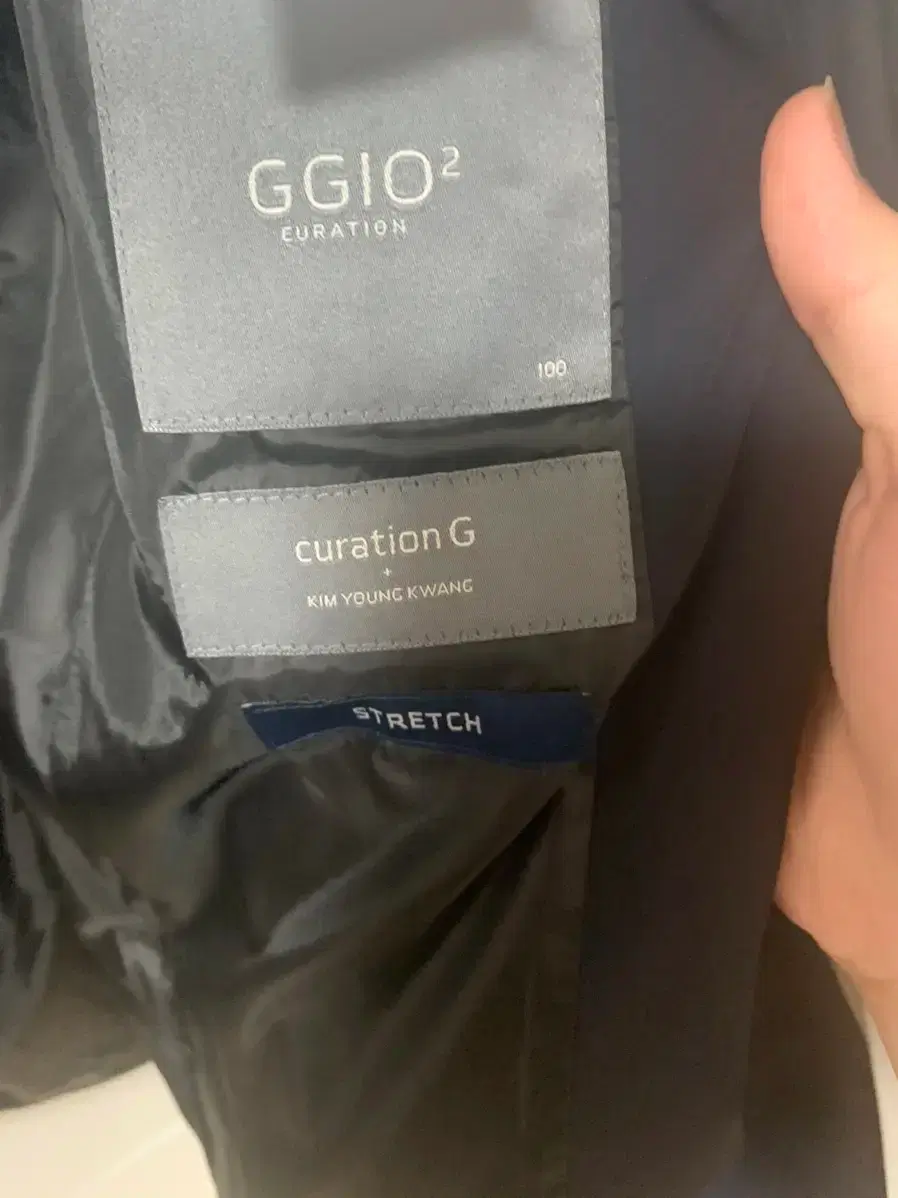 GGIO²
CURATION
100
curation G
+
KIM YOUNG KWANG
STRETCH